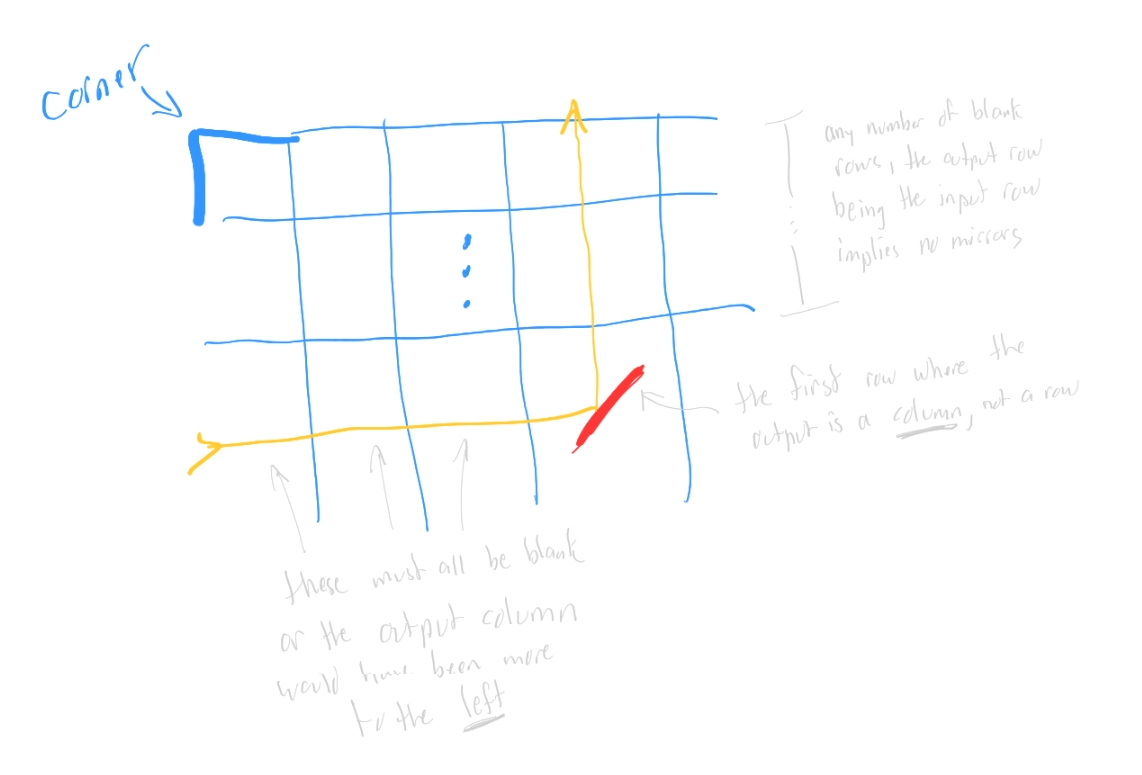 Corner
any number of blank
rows, the output row
being the input row
implies no mirrors
the first row where the
output is a column, not a row
these must all be blank
or the output column
would have been more
to the left